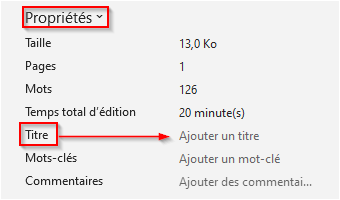 Propriétés
Taille 13,0 Ko
Pages 1
Mots 126
Temps total d'édition 20 minute(s)
Titre Ajouter un titre
Mots-clés Ajouter un mot-clé
Commentaires Ajouter des commentai...